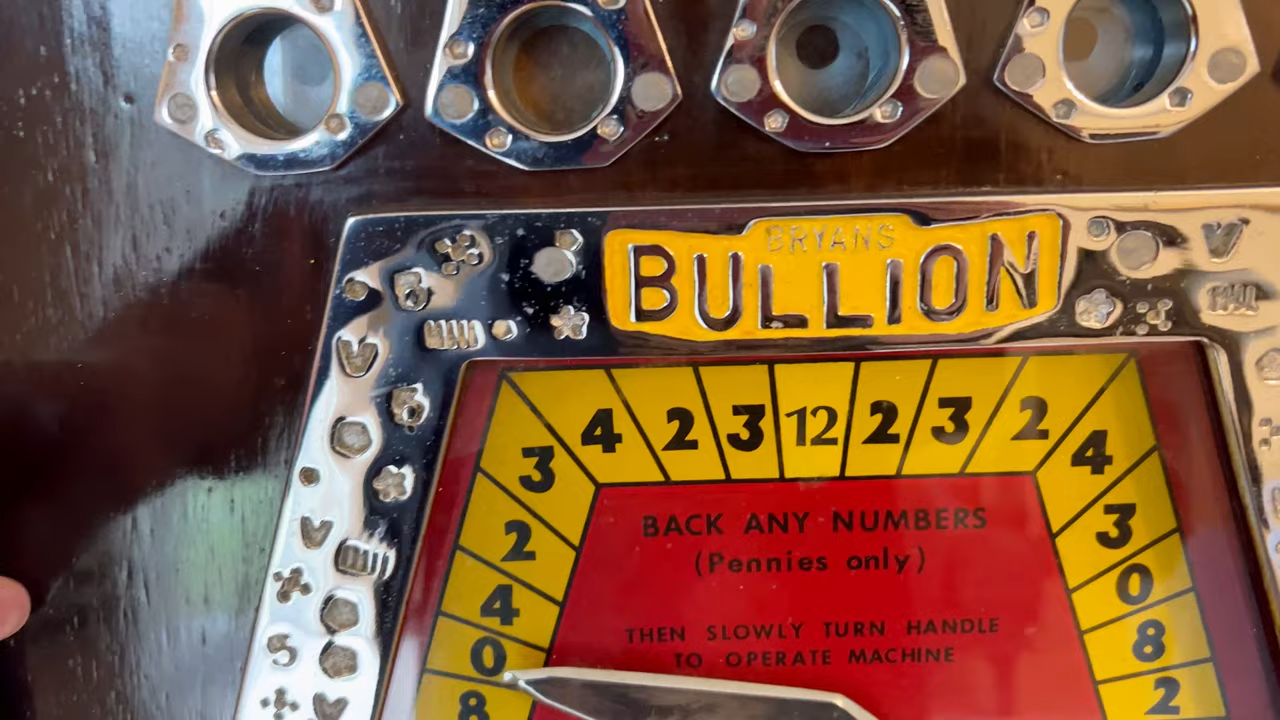 BRYANS
BULLION
4 2 3 12 2 3 2 4
3 3
2 0
4 8
0 2
8
BACK ANY NUMBERS
(Pennies only)
THEN SLOWLY TURN HANDLE
TO OPERATE MACHINE